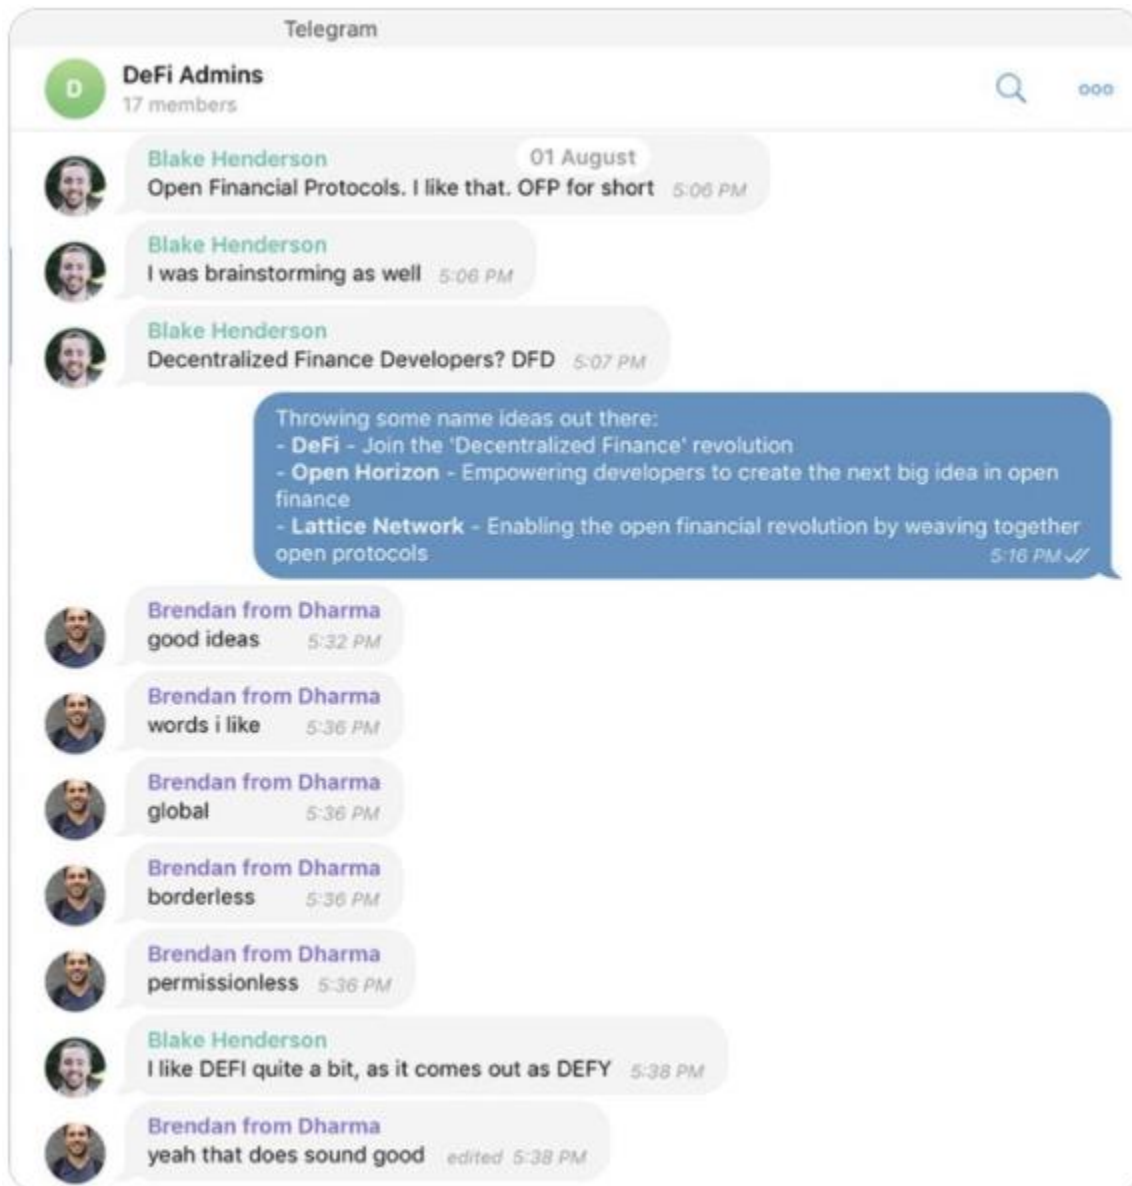 Telegram
D
DeFi Admins
17 members
01 August
Blake Henderson
Open Financial Protocols. I like that. OFP for short 5:06 PM
Blake Henderson
I was brainstorming as well 5:06 PM
Blake Henderson
Decentralized Finance Developers? DFD 5:07 PM
Throwing some name ideas out there:
- DeFi - Join the 'Decentralized Finance' revolution
- Open Horizon - Empowering developers to create the next big idea in open
finance
- Lattice Network - Enabling the open financial revolution by weaving together
open protocols 5:16 PM
Brendan from Dharma
good ideas 5:32 PM
Brendan from Dharma
words i like 5:36 PM
Brendan from Dharma
global 5:36 PM
Brendan from Dharma
borderless 5:36 PM
Brendan from Dharma
permissionless 5:36 PM
Blake Henderson
I like DEFI quite a bit, as it comes out as DEFY 5:38 PM
Brendan from Dharma
yeah that does sound good edited 5:38 PM